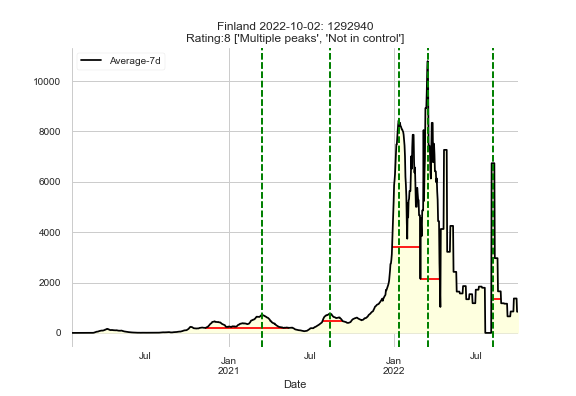 Finland 2022-10-02: 1292940
Rating:8 ['Multiple peaks', 'Not in control']
Average-7d
10000
8000
6000
4000
2000
0
Jul
Jan
2021
Jul
Jan
2022
Jul
Date